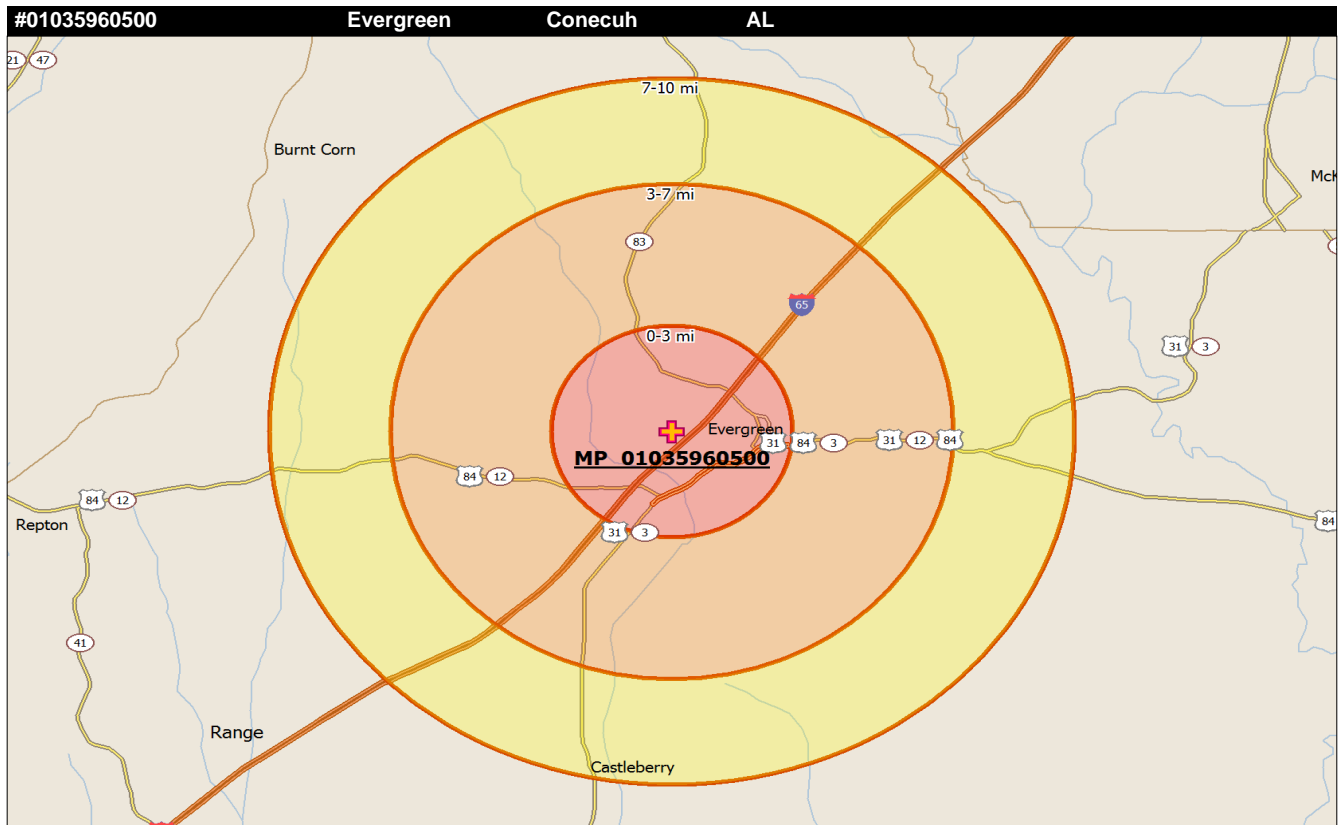 #01035960500 Evergreen Conecuh AL
21 47
7-10 mi
Burnt Corn
McK
3-7 mi
83
65
0-3 mi
31 3
Evergreen
31 84 3 31 12 84
MP 01035960500
84 12
84 12
Repton
84
31 3
41
Range
Castleberry